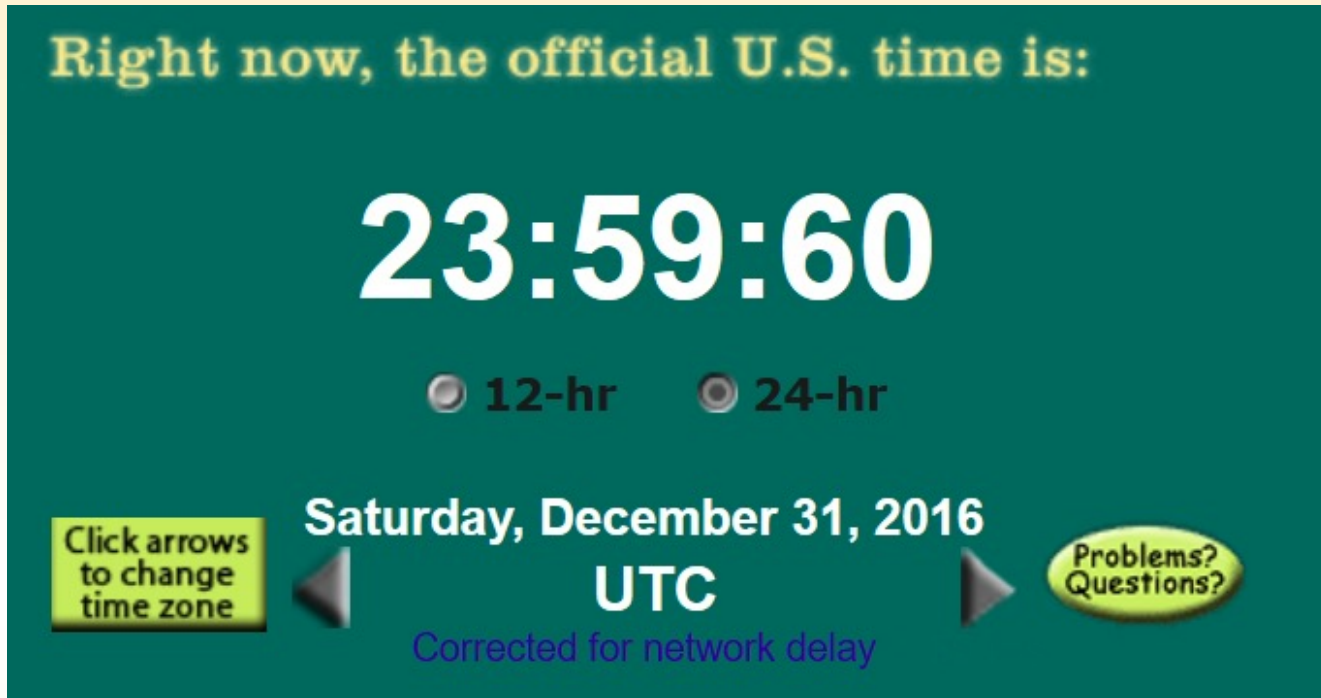 Right now, the official U.S. time is:
23:59:60
12-hr 24-hr
Saturday, December 31, 2016
UTC
Corrected for network delay
Click arrows
to change
time zone
Problems?
Questions?